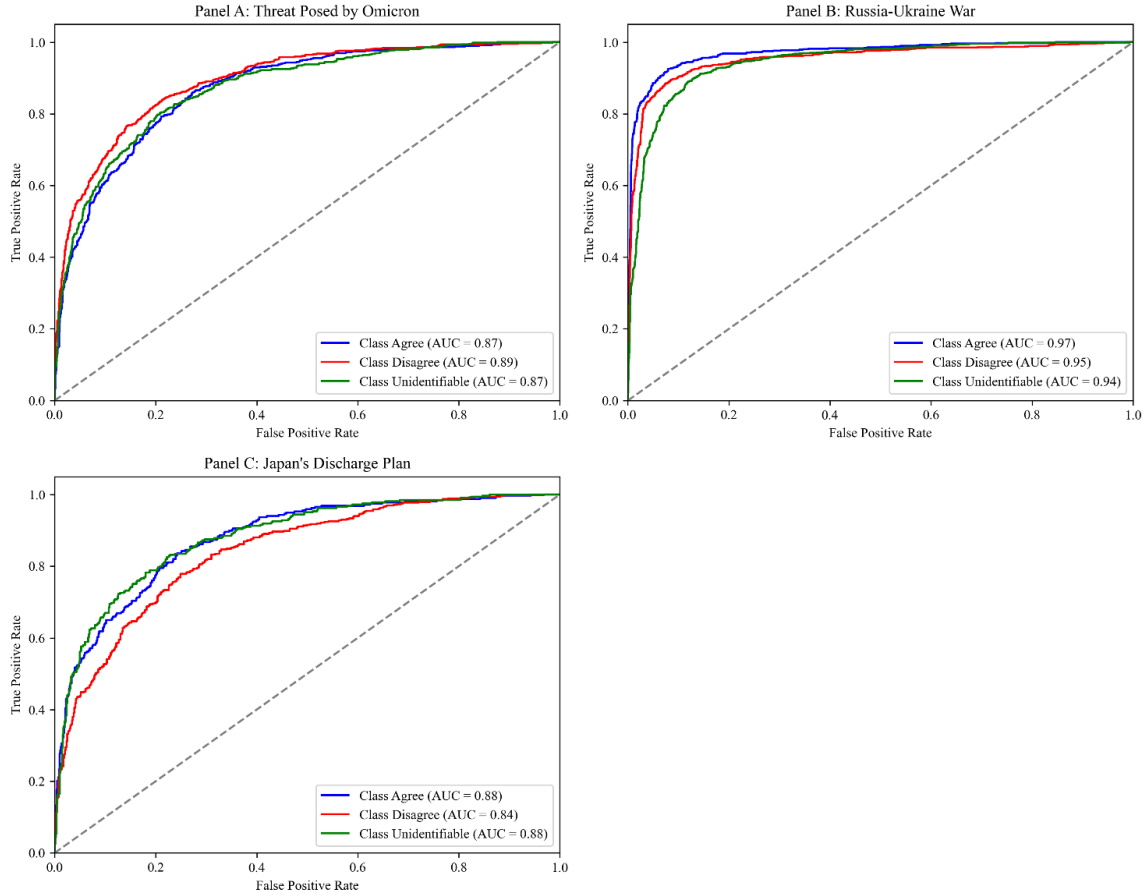 Panel A: Threat Posed by Omicron
1.0
0.8
0.6
0.4
0.2
0.0
True Positive Rate
Class Agree (AUC = 0.87)
Class Disagree (AUC = 0.89)
Class Unidentifiable (AUC = 0.87)
0.0 0.2 0.4 0.6 0.8 1.0
False Positive Rate
Panel B: Russia-Ukraine War
1.0
0.8
0.6
0.4
0.2
0.0
True Positive Rate
Class Agree (AUC = 0.97)
Class Disagree (AUC = 0.95)
Class Unidentifiable (AUC = 0.94)
0.0 0.2 0.4 0.6 0.8 1.0
False Positive Rate
Panel C: Japan's Discharge Plan
1.0
0.8
0.6
0.4
0.2
0.0
True Positive Rate
Class Agree (AUC = 0.88)
Class Disagree (AUC = 0.84)
Class Unidentifiable (AUC = 0.88)
0.0 0.2 0.4 0.6 0.8 1.0
False Positive Rate